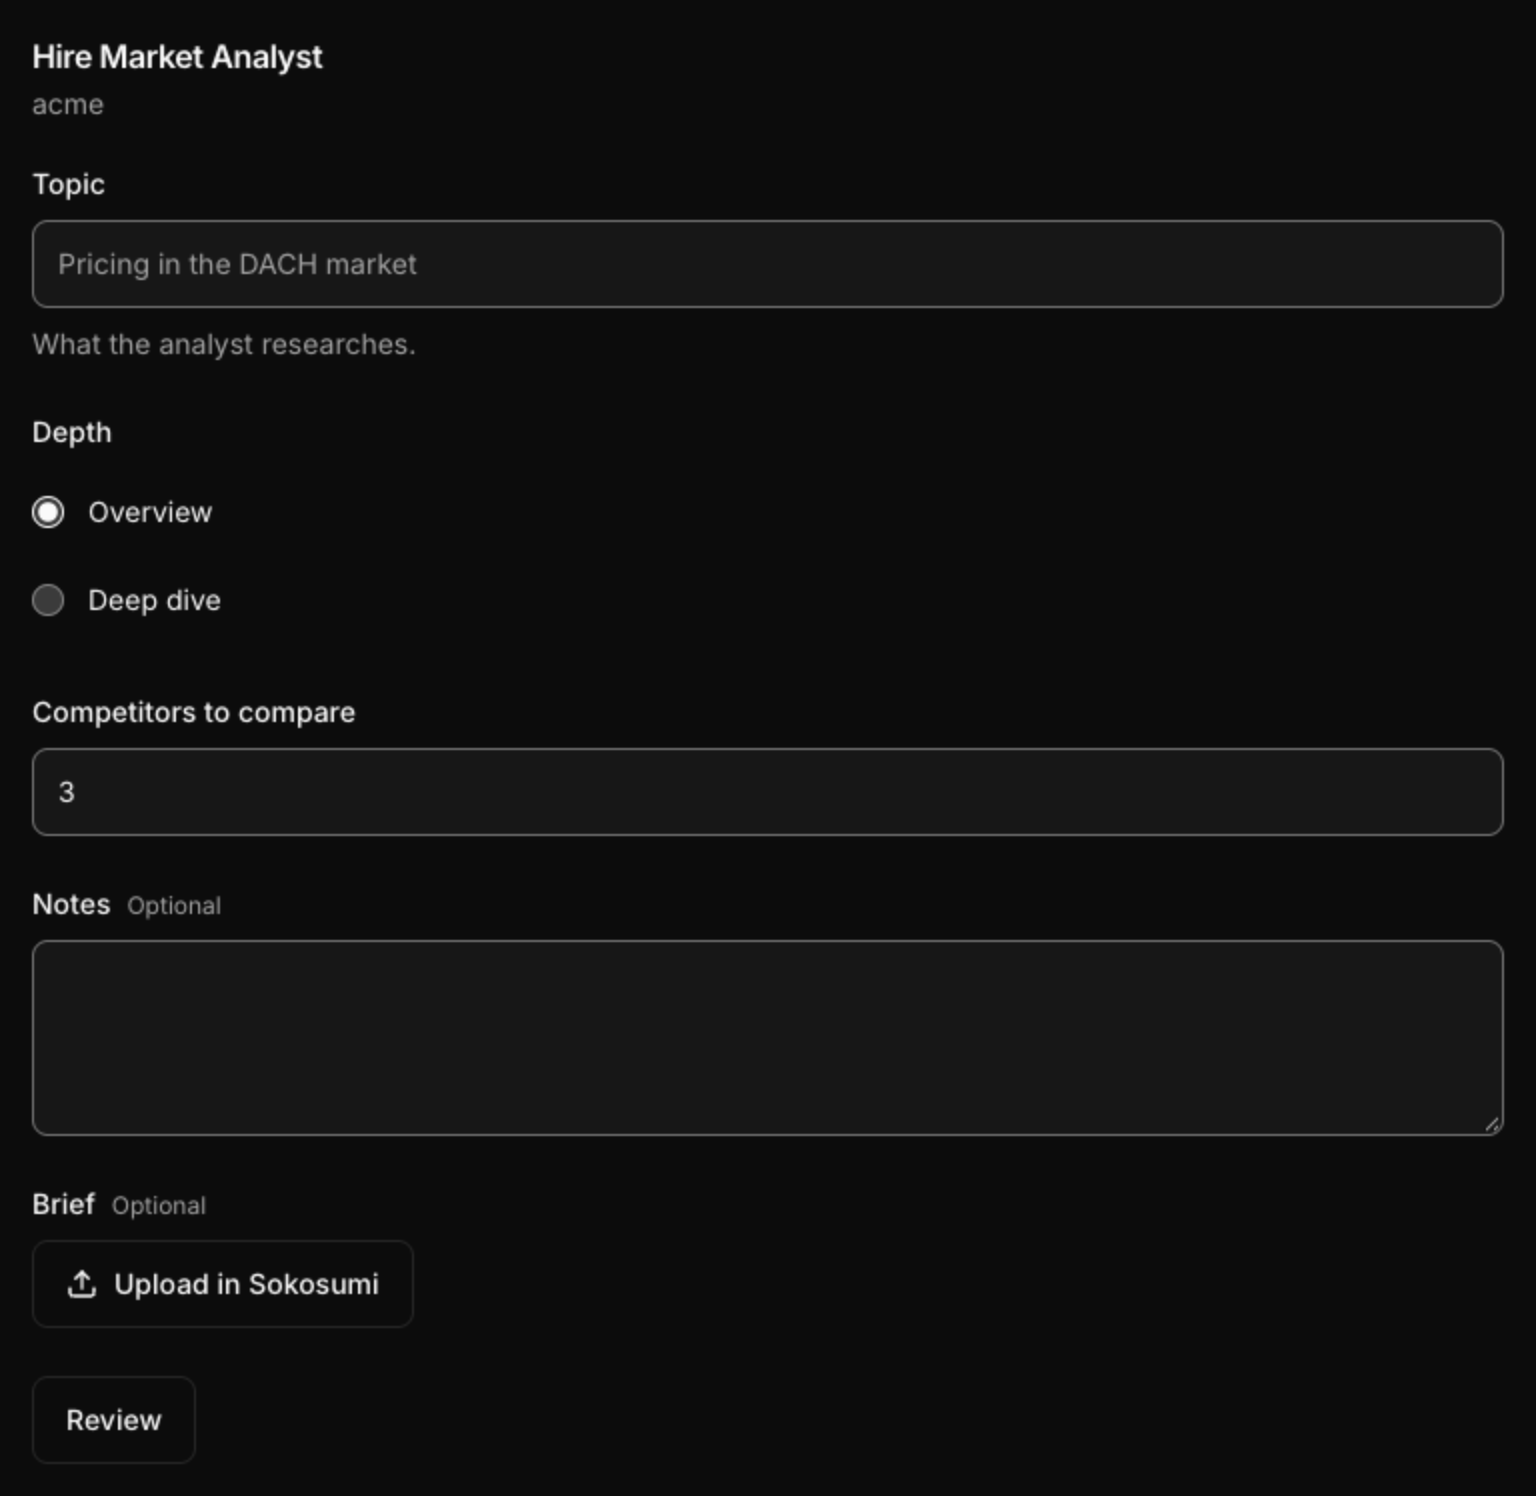 Hire Market Analyst
acme
Topic
Pricing in the DACH market
What the analyst researches.
Depth
Overview
Deep dive
Competitors to compare
3
Notes Optional
Brief Optional
Upload in Sokosumi
Review